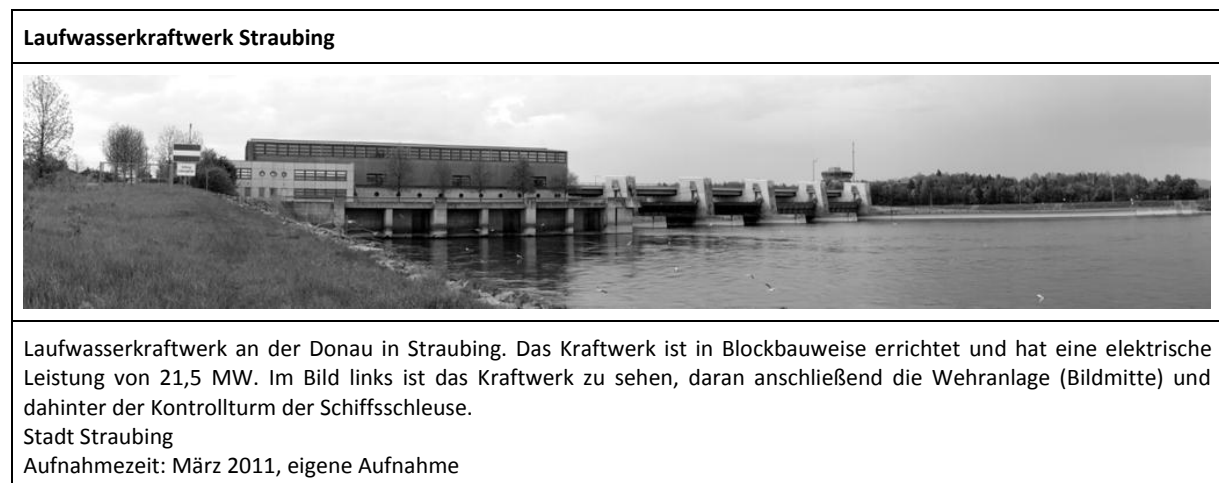 Laufwasserkraftwerk Straubing
Laufwasserkraftwerk an der Donau in Straubing. Das Kraftwerk ist in Blockbauweise errichtet und hat eine elektrische
Leistung von 21,5 MW. Im Bild links ist das Kraftwerk zu sehen, daran anschließend die Wehranlage (Bildmitte) und
dahinter der Kontrollturm der Schiffsschleuse.
Stadt Straubing
Aufnahmezeit: März 2011, eigene Aufnahme